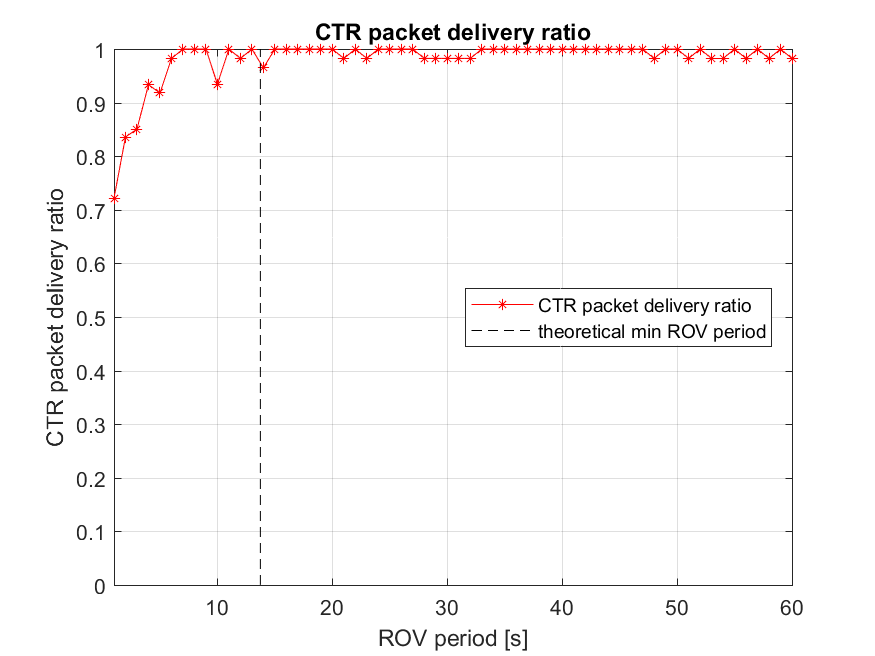 CTR packet delivery ratio
1
0.9
0.8
0.7
0.6
0.5
0.4
0.3
0.2
0.1
0
CTR packet delivery ratio
CTR packet delivery ratio
theoretical min ROV period
10 20 30 40 50 60
ROV period [s]